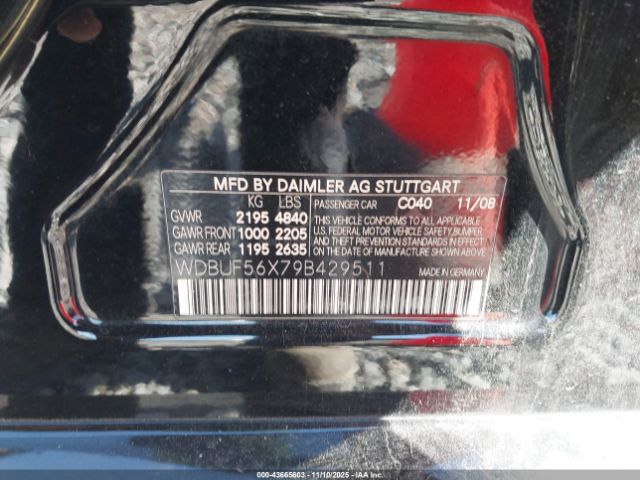 MFD BY DAIMLER AG STUTTGART
KG LBS PASSENGER CAR C040 11/08
GVWR 2195 4840 THIS VEHICLE CONFORMS TO ALL APPLICABLE
GAWR FRONT 1000 2205 U.S. FEDERAL MOTOR VEHICLE SAFETY, BUMPER,
GAWR REAR 1195 2635 AND THEFT PREVENTION STANDARDS IN EFFECT
ON THE DATE OF MANUFACTURE SHOWN ABOVE.
WDBUF56X79B429511 MADE IN GERMANY
IAA - 43665603 - 11/10/2025 - AMERICANCARS.BE